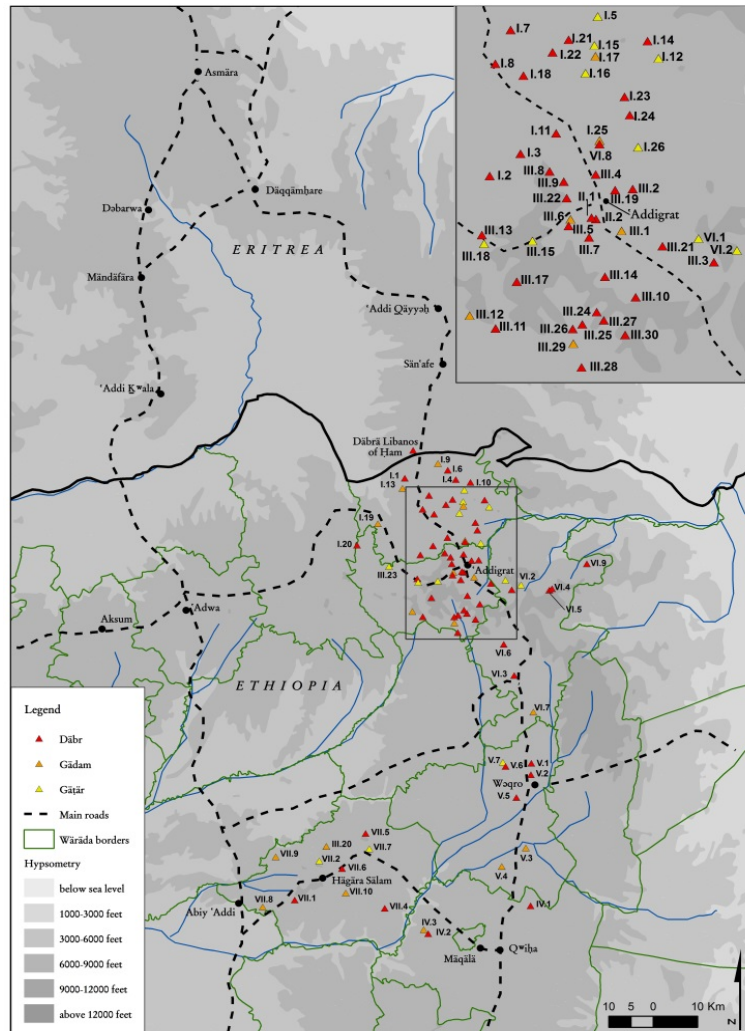 I.5
I.7
I.21
I.14
I.15
I.22
I.17
I.12
I.8
I.18
I.16
I.23
I.24
I.11
I.25
I.26
VI.8
I.3
III.8
III.4
I.2
III.9
III.2
II.1
III.19
III.22
'Addigrat
III.6
II.2
III.1
III.13
III.5
VI.1
III.15
III.7
III.21
VI.2
III.18
III.3
III.17
III.14
III.10
III.12
III.24
III.11
III.26
III.27
III.25
III.30
III.29
III.28
Asmära
Däqqämḥare
Dəbarwa
ERITREA
Mändäfära
'Addi Qäyyəḥ
Sän'afe
'Addi Ḳʷala
Däbrä Libanos
of Ḥam
I.9
I.6
I.1
I.4
I.10
I.13
I.19
I.20
III.23
'Addigrat
VI.9
VI.2
VI.4
VI.5
'Adwa
Aksum
VI.6
VI.3
ETHIOPIA
VI.7
V.7
V.6
V.1
V.2
Wəqro
V.5
Legend
Däbr
Gädam
Gäṭär
Main roads
Wäräda borders
Hypsometry
below sea level
1000-3000 feet
3000-6000 feet
6000-9000 feet
9000-12000 feet
above 12000 feet
VII.5
III.20
VII.7
VII.9
VII.2
VII.6
Hägära Sälam
V.3
V.4
VII.10
VII.8
VII.1
Abiy 'Addi
VII.4
IV.1
IV.3
IV.2
Mäqälä
Qʷiḥa
10 5 0 10 Km
N